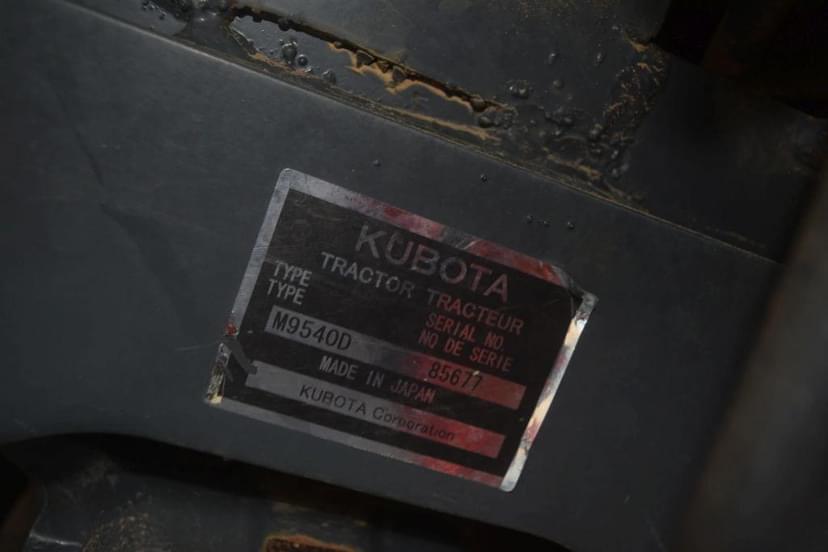 KUBOTA
TRACTOR TRACTEUR
TYPE SERIAL NO.
TYPE NO DE SERIE
M9540D 85677
MADE IN JAPAN
KUBOTA Corporation